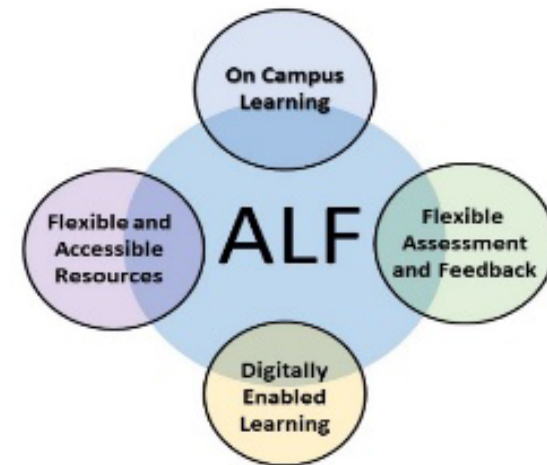 On Campus
Learning
Flexible and
Accessible
Resources
ALF
Flexible
Assessment
and Feedback
Digitally
Enabled
Learning